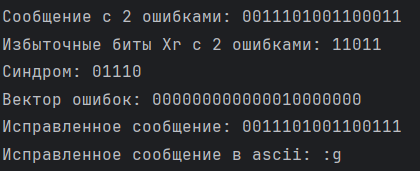 Сообщение с 2 ошибками: 0011101001100011
Избыточные биты Xr с 2 ошибками: 11011
Синдром: 01110
Вектор ошибок: 000000000000010000000
Исправленное сообщение: 0011101001100111
Исправленное сообщение в ascii: :g